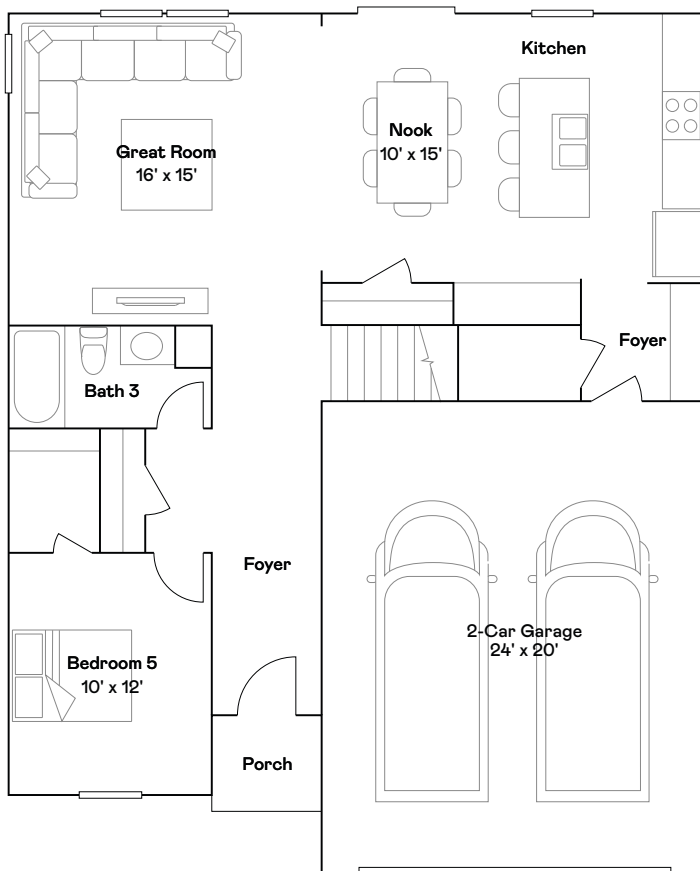 Kitchen
Nook
10' x 15'
Great Room
16' x 15'
Foyer
Bath 3
Foyer
2-Car Garage
24' x 20'
Bedroom 5
10' x 12'
Porch